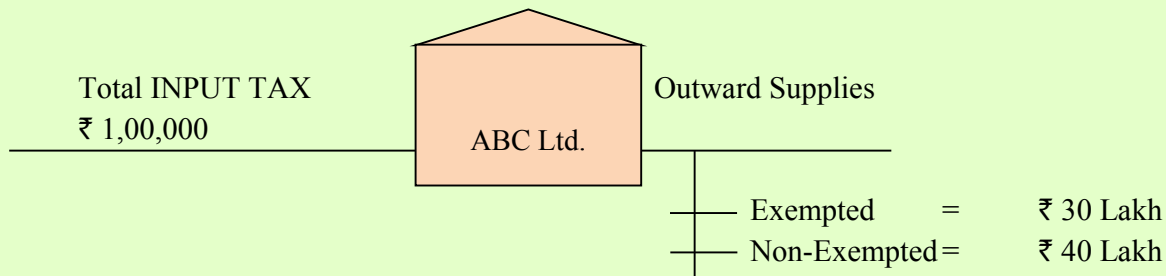 Total INPUT TAX
₹ 1,00,000
ABC Ltd.
Outward Supplies
Exempted = ₹ 30 Lakh
Non-Exempted = ₹ 40 Lakh